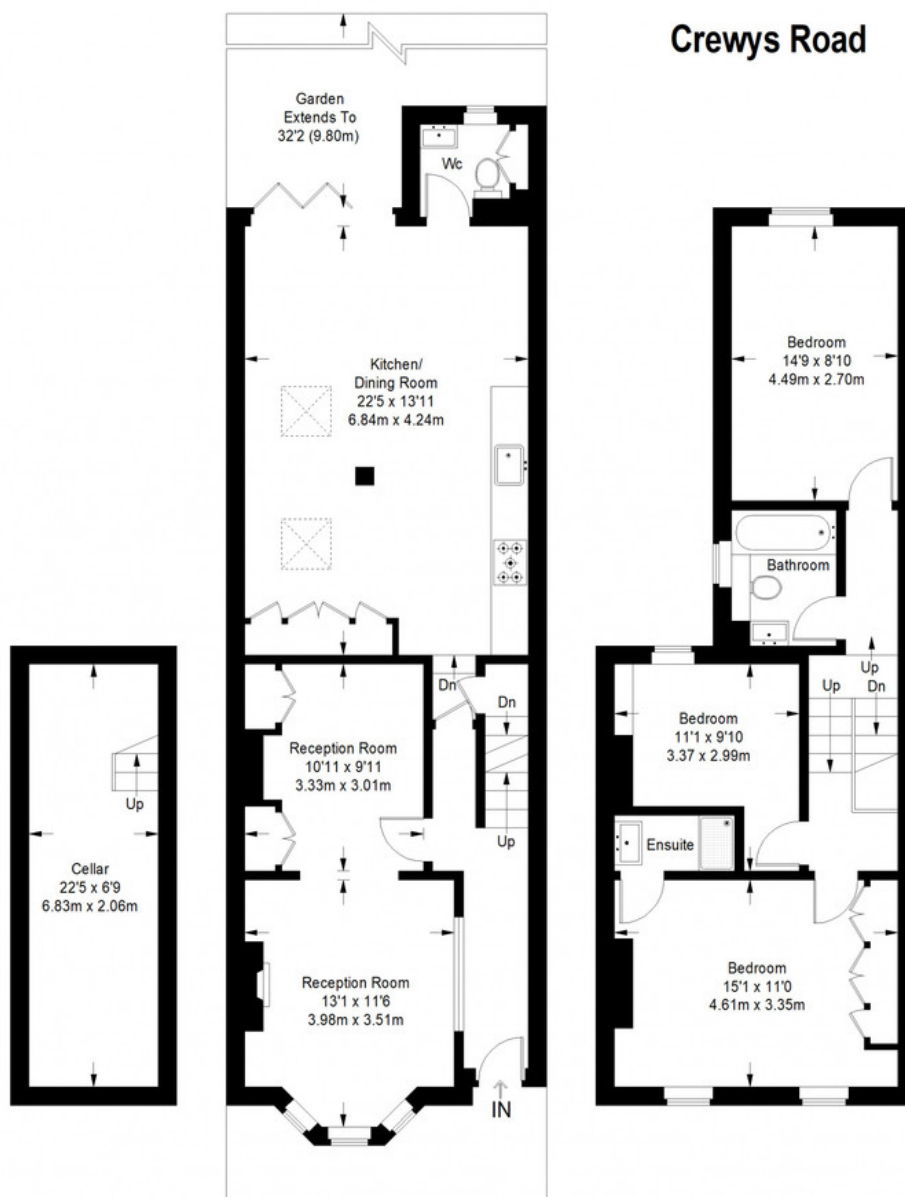 Crewys Road
Garden
Extends To
32'2 (9.80m)
Wc
Kitchen/
Dining Room
22'5 x 13'11
6.84m x 4.24m
Bedroom
14'9 x 8'10
4.49m x 2.70m
Bathroom
Up
Up
Dn
Dn
Dn
Up
Reception Room
10'11 x 9'11
3.33m x 3.01m
Bedroom
11'1 x 9'10
3.37 x 2.99m
Up
Ensuite
Cellar
22'5 x 6'9
6.83m x 2.06m
Reception Room
13'1 x 11'6
3.98m x 3.51m
Bedroom
15'1 x 11'0
4.61m x 3.35m
IN